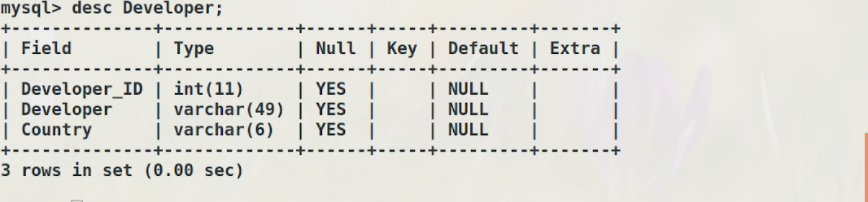 mysql> desc Developer;
+--------------+-------------+------+-----+---------+-------+
| Field        | Type        | Null | Key | Default | Extra |
+--------------+-------------+------+-----+---------+-------+
| Developer_ID | int(11)     | YES  |     | NULL    |       |
| Developer    | varchar(49) | YES  |     | NULL    |       |
| Country      | varchar(6)  | YES  |     | NULL    |       |
+--------------+-------------+------+-----+---------+-------+
3 rows in set (0.00 sec)